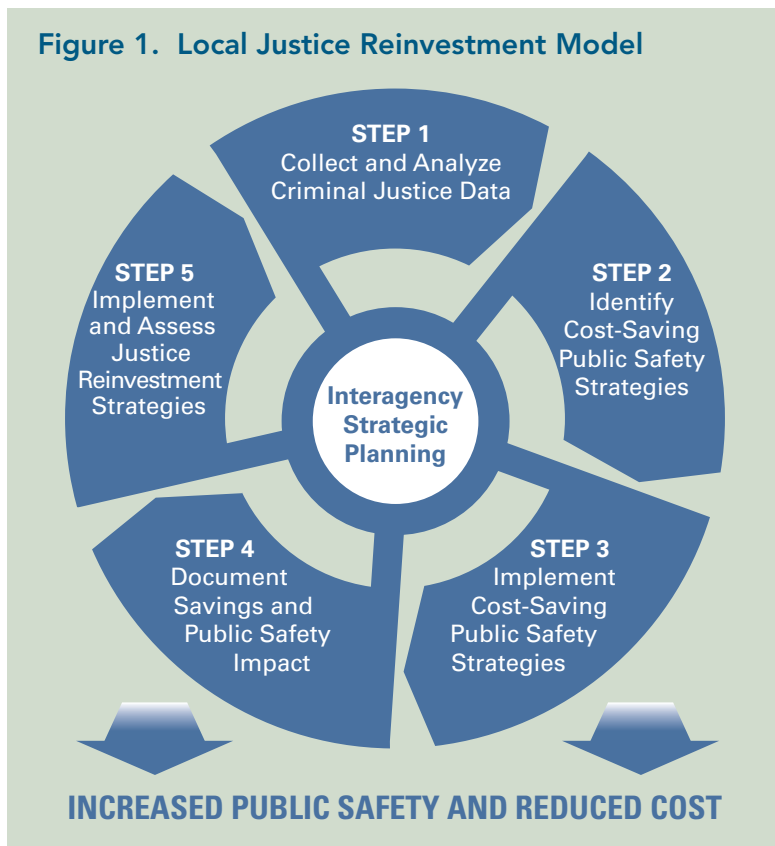 Figure 1. Local Justice Reinvestment Model
STEP 1
Collect and Analyze
Criminal Justice Data
STEP 2
Identify
Cost-Saving
Public Safety
Strategies
STEP 3
Implement
Cost-Saving
Public Safety
Strategies
STEP 4
Document
Savings and
Public Safety
Impact
STEP 5
Implement
and Assess
Justice
Reinvestment
Strategies
Interagency
Strategic
Planning
INCREASED PUBLIC SAFETY AND REDUCED COST